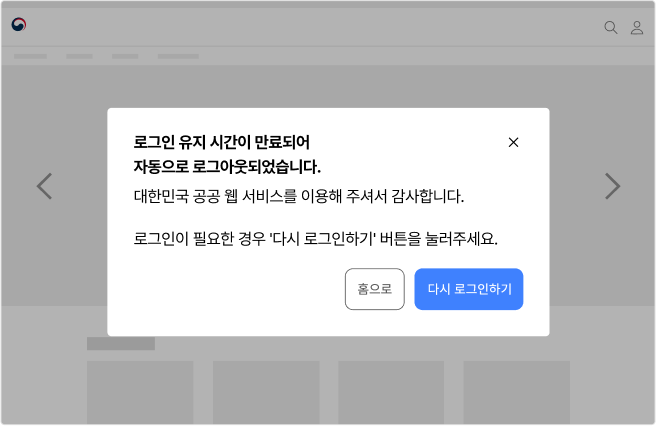 로그인 유지 시간이 만료되어
자동으로 로그아웃되었습니다.
대한민국 공공 웹 서비스를 이용해 주셔서 감사합니다.
로그인이 필요한 경우 '다시 로그인하기' 버튼을 눌러주세요.
홈으로
다시 로그인하기